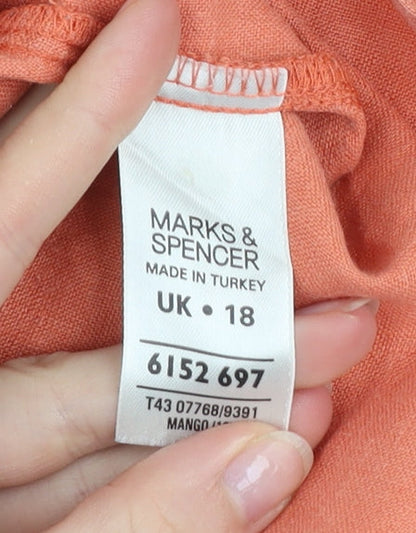 MARKS &
SPENCER
MADE IN TURKEY
UK • 18
6152 697
T43 07768/9391
MANGO